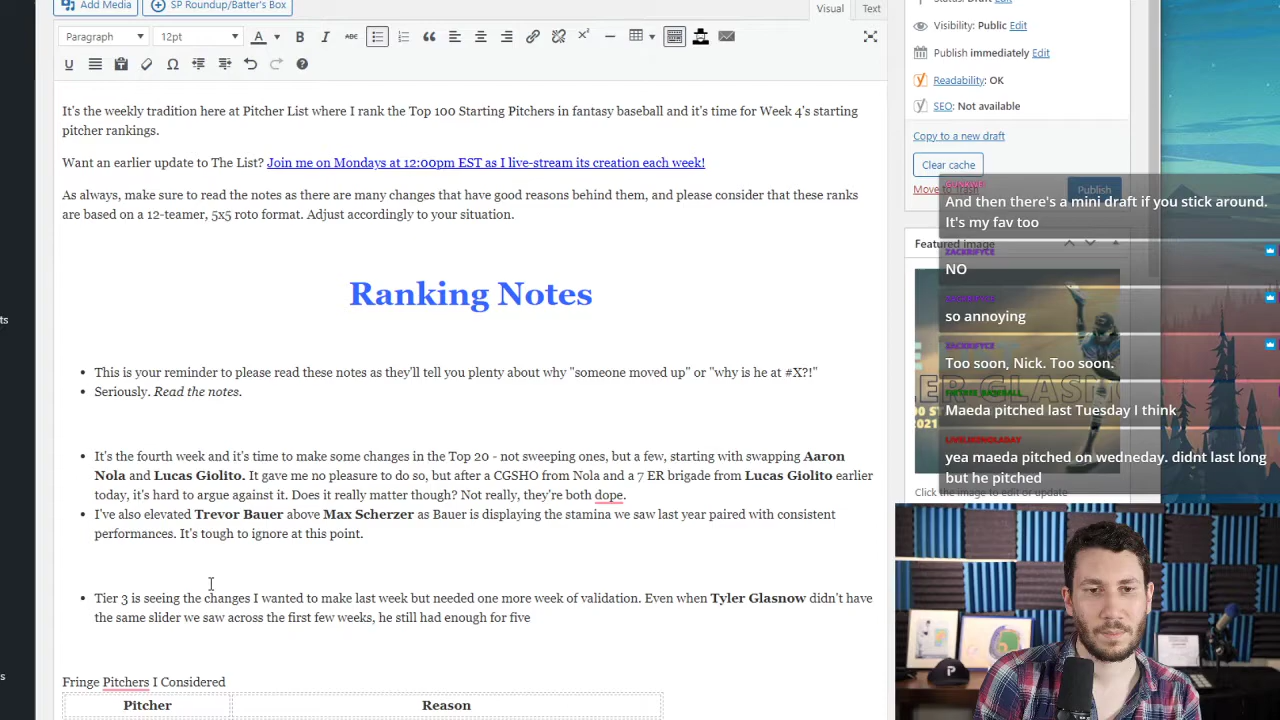 Add Media
SP Roundup/Batter's Box
Visual
Text
Paragraph
12pt
Status: Draft Edit
Visibility: Public Edit
Publish immediately Edit
Readability: OK
SEO: Not available
Copy to a new draft
Clear cache
Move to Trash
Publish
Featured image
Click the image to edit or update
It's the weekly tradition here at Pitcher List where I rank the Top 100 Starting Pitchers in fantasy baseball and it's time for Week 4's starting
pitcher rankings.
Want an earlier update to The List? Join me on Mondays at 12:00pm EST as I live-stream its creation each week!
As always, make sure to read the notes as there are many changes that have good reasons behind them, and please consider that these ranks
are based on a 12-teamer, 5x5 roto format. Adjust accordingly to your situation.
Ranking Notes
This is your reminder to please read these notes as they'll tell you plenty about why "someone moved up" or "why is he at #X?!"
Seriously. Read the notes.
It's the fourth week and it's time to make some changes in the Top 20 - not sweeping ones, but a few, starting with swapping Aaron
Nola and Lucas Giolito. It gave me no pleasure to do so, but after a CGSHO from Nola and a 7 ER brigade from Lucas Giolito earlier
today, it's hard to argue against it. Does it really matter though? Not really, they're both dope.
I've also elevated Trevor Bauer above Max Scherzer as Bauer is displaying the stamina we saw last year paired with consistent
performances. It's tough to ignore at this point.
Tier 3 is seeing the changes I wanted to make last week but needed one more week of validation. Even when Tyler Glasnow didn't have
the same slider we saw across the first few weeks, he still had enough for five
Fringe Pitchers I Considered
Pitcher
Reason
And then there's a mini draft if you stick around.
It's my fav too
ZACKRIFYCE
NO
so annoying
ZACKRIFYCE
Too soon, Nick. Too soon.
Maeda pitched last Tuesday I think
yea maeda pitched on wednesday. didnt last long
but he pitched